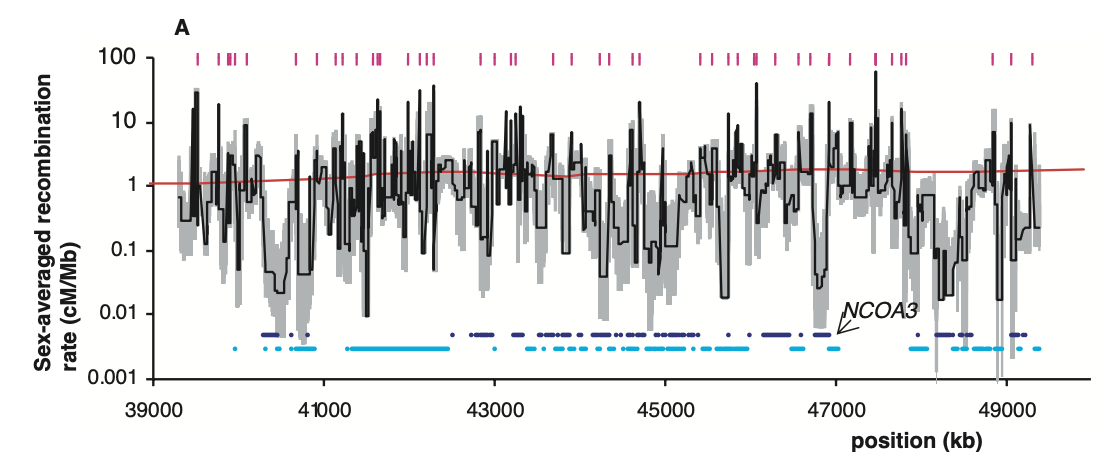 A
Sex-averaged recombination
rate (cM/Mb)
100
10
1
0.1
0.01
0.001
NCOA3
39000 41000 43000 45000 47000 49000
position (kb)